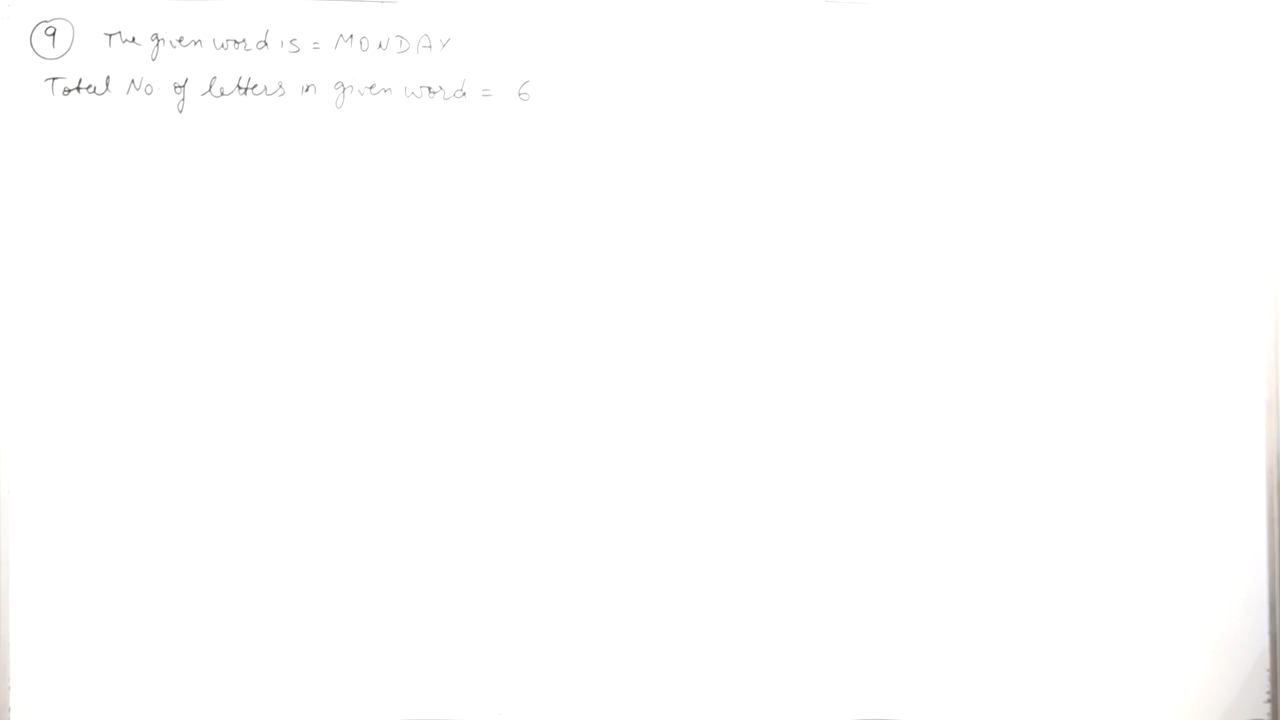 9 The given word is = MONDAY
Total No. of letters in given word = 6